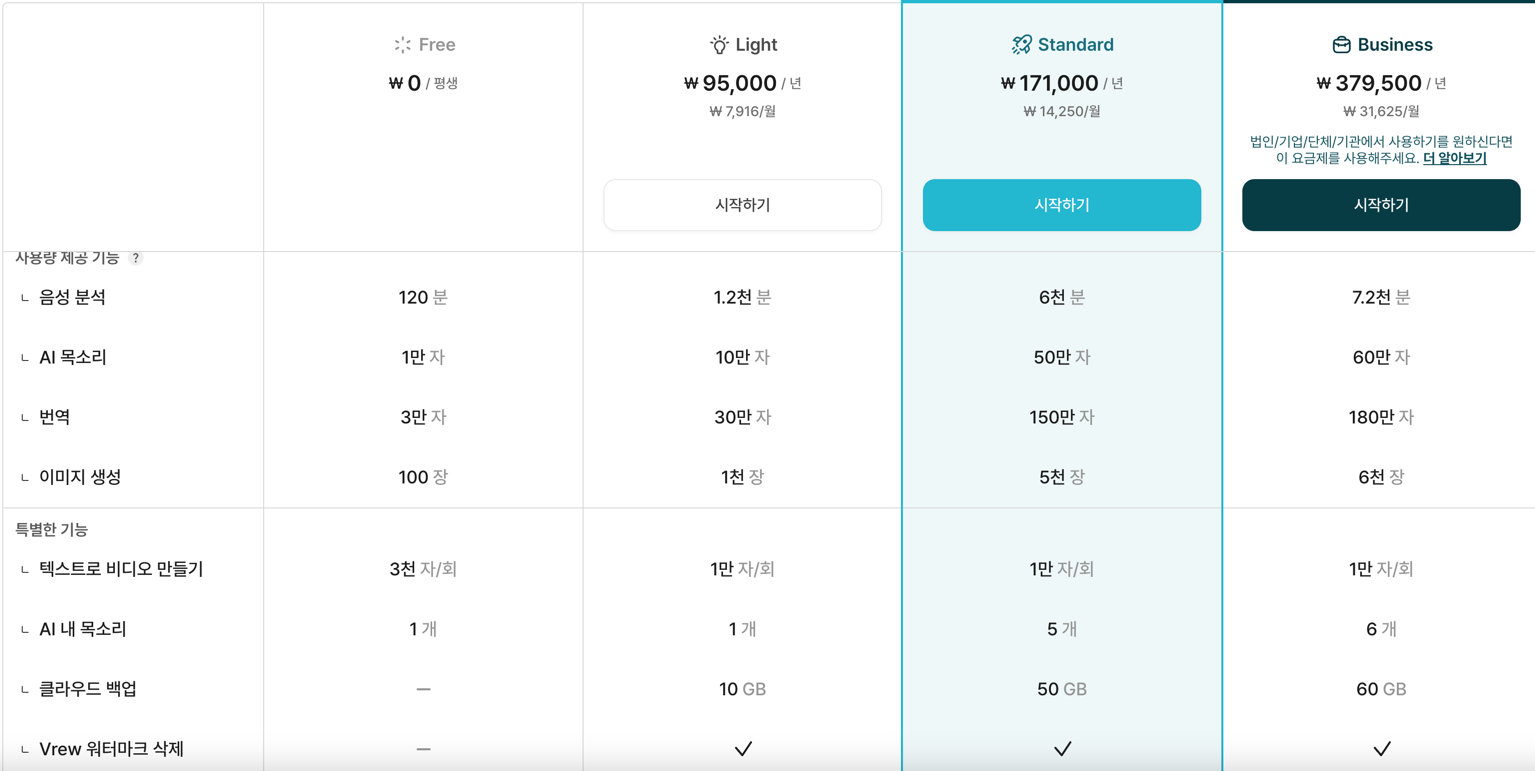 Free
₩ 0 / 평생
Light
₩ 95,000 / 년
₩ 7,916/월
시작하기
Standard
₩ 171,000 / 년
₩ 14,250/월
시작하기
Business
₩ 379,500 / 년
₩ 31,625/월
법인/기업/단체/기관에서 사용하기를 원하신다면
이 요금제를 사용해주세요. 더 알아보기
시작하기
사용량 제공 기능 ?
ㄴ 음성 분석 120 분 1.2천 분 6천 분 7.2천 분
ㄴ AI 목소리 1만 자 10만 자 50만 자 60만 자
ㄴ 번역 3만 자 30만 자 150만 자 180만 자
ㄴ 이미지 생성 100 장 1천 장 5천 장 6천 장
특별한 기능
ㄴ 텍스트로 비디오 만들기 3천 자/회 1만 자/회 1만 자/회 1만 자/회
ㄴ AI 내 목소리 1 개 1 개 5 개 6 개
ㄴ 클라우드 백업 — 10 GB 50 GB 60 GB
ㄴ Vrew 워터마크 삭제 — ✓ ✓ ✓